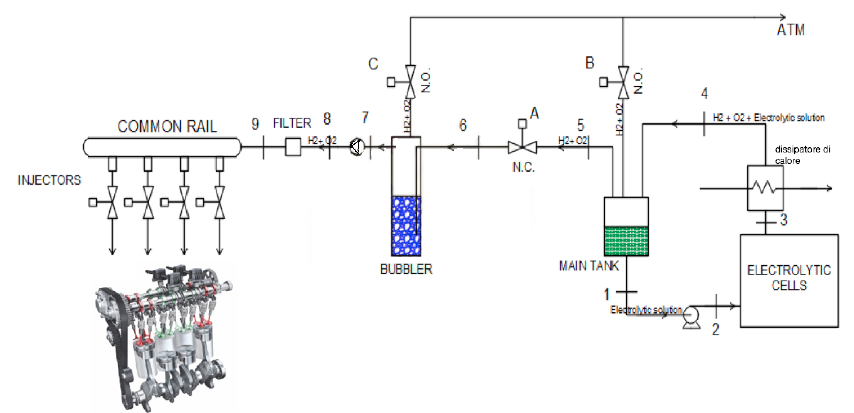 ATM
C
N.O.
H2+ O2
B
N.O.
H2 + O2
4
H2 + O2 + Electrolytic solution
dissipatore di
calore
3
COMMON RAIL
9
FILTER
8
H2+ O2
7
6
A
N.C.
5
H2+ O2
INJECTORS
BUBBLER
MAIN TANK
ELECTROLYTIC
CELLS
1
Electrolytic solution
2